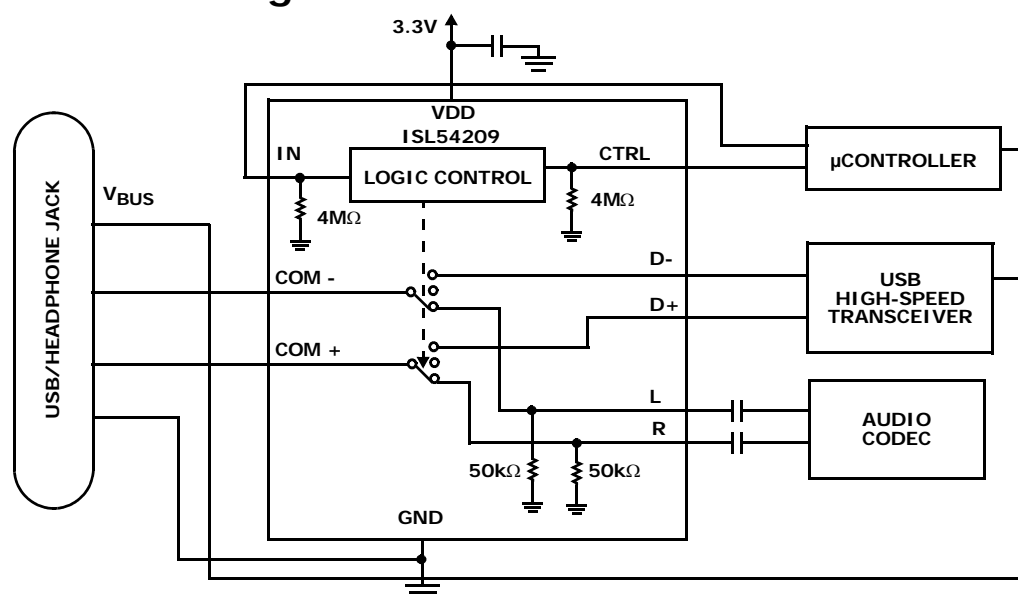 g
3.3V
VDD
ISL54209
IN
LOGIC CONTROL
CTRL
4MΩ
4MΩ
µCONTROLLER
USB/HEADPHONE JACK
VBUS
COM -
COM +
D-
D+
USB
HIGH-SPEED
TRANSCEIVER
L
R
AUDIO
CODEC
50kΩ
50kΩ
GND